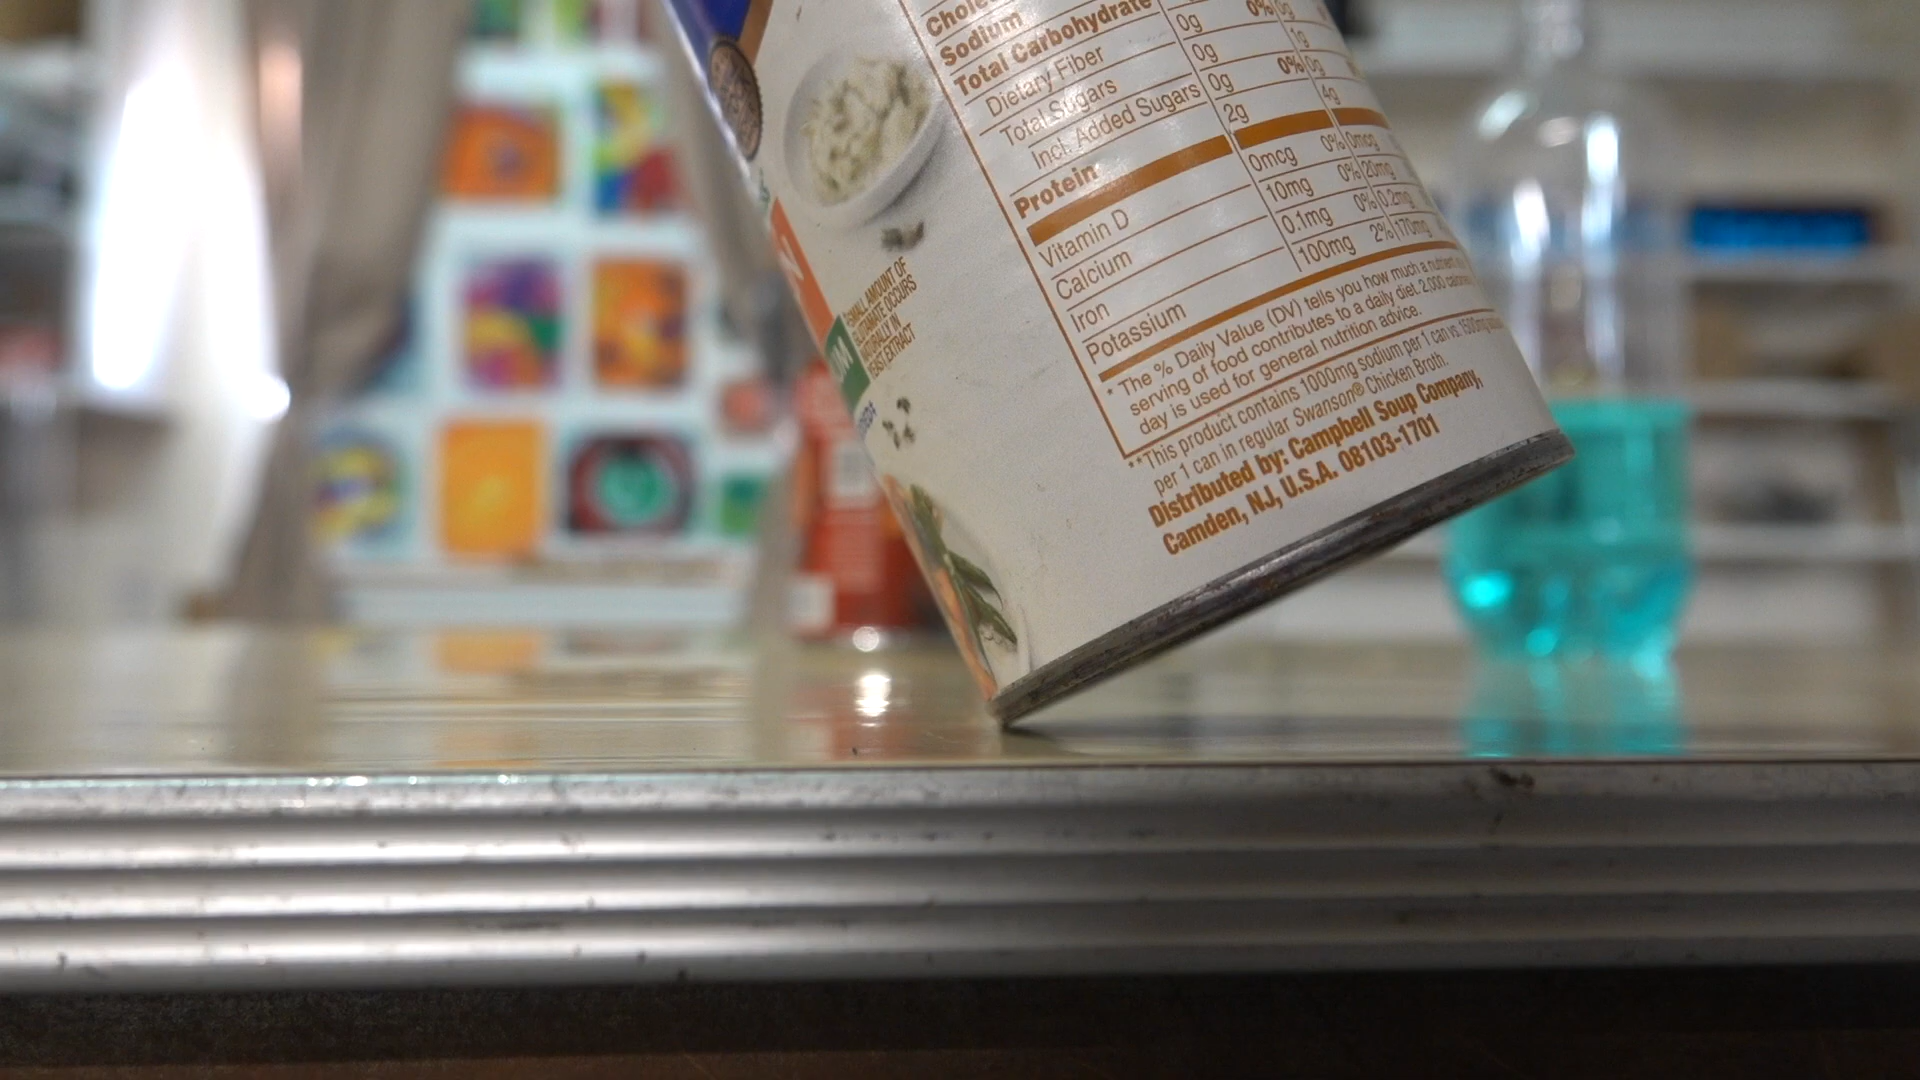 Sodium
Total Carbohydrate 0g 0% 0g
Dietary Fiber 0g 1g
Total Sugars 0g
Incl. Added Sugars 0g 0% 0g
Protein 2g 4g
Vitamin D 0mcg 0% 0mcg
Calcium 10mg 0% 20mg
Iron 0.1mg 0% 0.2mg
Potassium 100mg 2% 170mg
* The % Daily Value (DV) tells you how much a nutrient
serving of food contributes to a daily diet. 2,000
day is used for general nutrition advice.
**This product contains 1000mg sodium per 1 can vs. 1500mg
per 1 can in regular Swanson® Chicken Broth.
Distributed by: Campbell Soup Company,
Camden, NJ, U.S.A. 08103-1701
SMALL AMOUNT OF
GLUTAMATE OCCURS
NATURALLY IN
YEAST EXTRACT